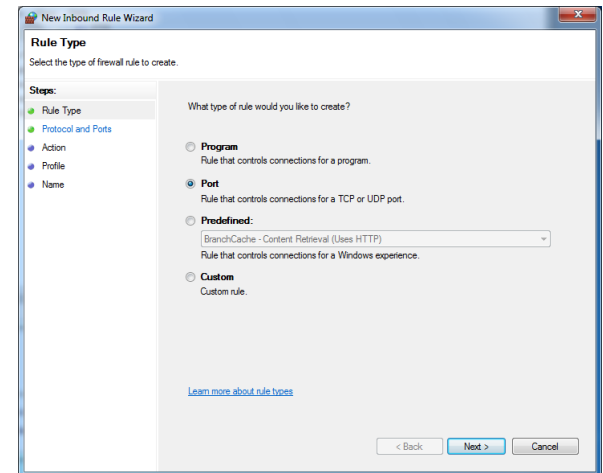 New Inbound Rule Wizard
Rule Type
Select the type of firewall rule to create.
Steps:
Rule Type
Protocol and Ports
Action
Profile
Name
What type of rule would you like to create?
Program
Rule that controls connections for a program.
Port
Rule that controls connections for a TCP or UDP port.
Predefined:
BranchCache - Content Retrieval (Uses HTTP)
Rule that controls connections for a Windows experience.
Custom
Custom rule.
Learn more about rule types
< Back Next > Cancel